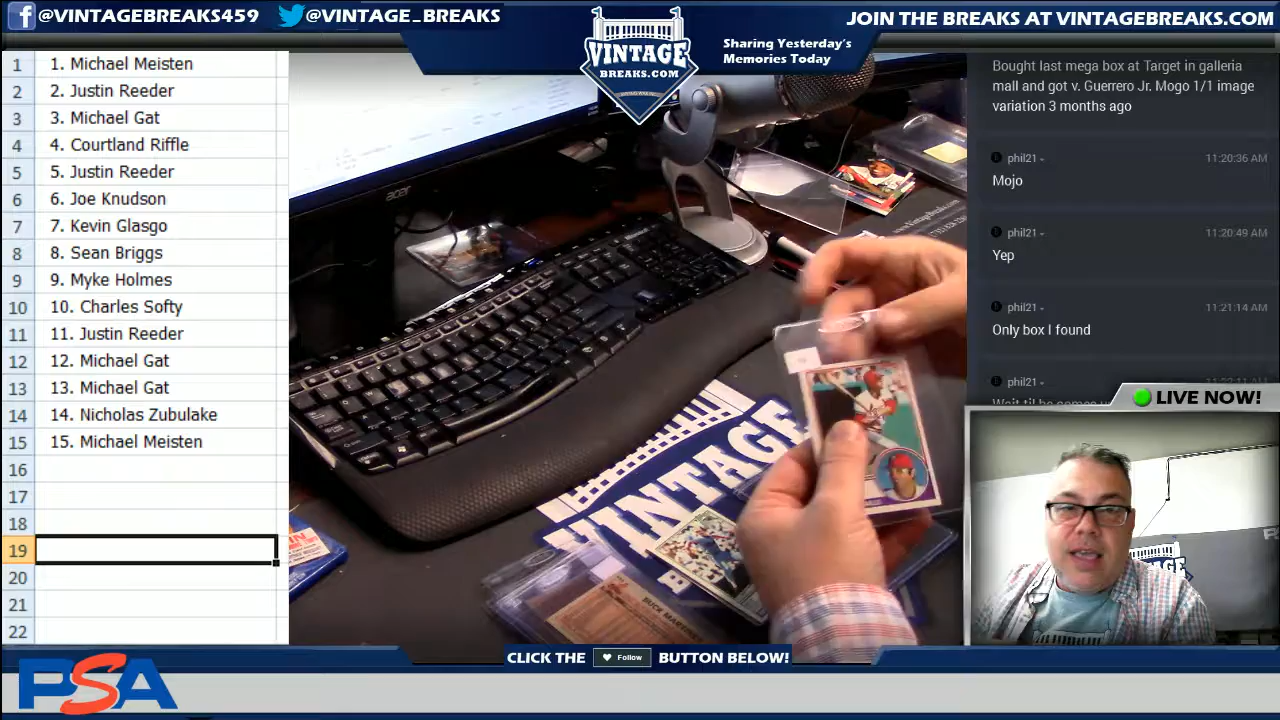 @VINTAGEBREAKS459
@VINTAGE_BREAKS
VINTAGE
BREAKS.COM
Sharing Yesterday's
Memories Today
JOIN THE BREAKS AT VINTAGEBREAKS.COM
1 1. Michael Meisten
2 2. Justin Reeder
3 3. Michael Gat
4 4. Courtland Riffle
5 5. Justin Reeder
6 6. Joe Knudson
7 7. Kevin Glasgo
8 8. Sean Briggs
9 9. Myke Holmes
10 10. Charles Softy
11 11. Justin Reeder
12 12. Michael Gat
13 13. Michael Gat
14 14. Nicholas Zubulake
15 15. Michael Meisten
16
17
18
19
20
21
22
acer
VINTAGE
BUCK MARTINEZ
Bought last mega box at Target in galleria
mall and got v. Guerrero Jr. Mogo 1/1 image
variation 3 months ago
phil21 11:20:36 AM
Mojo
phil21 11:20:49 AM
Yep
phil21 11:21:14 AM
Only box I found
phil21
LIVE NOW!
VINTAGE
CLICK THE Follow BUTTON BELOW!
PSA